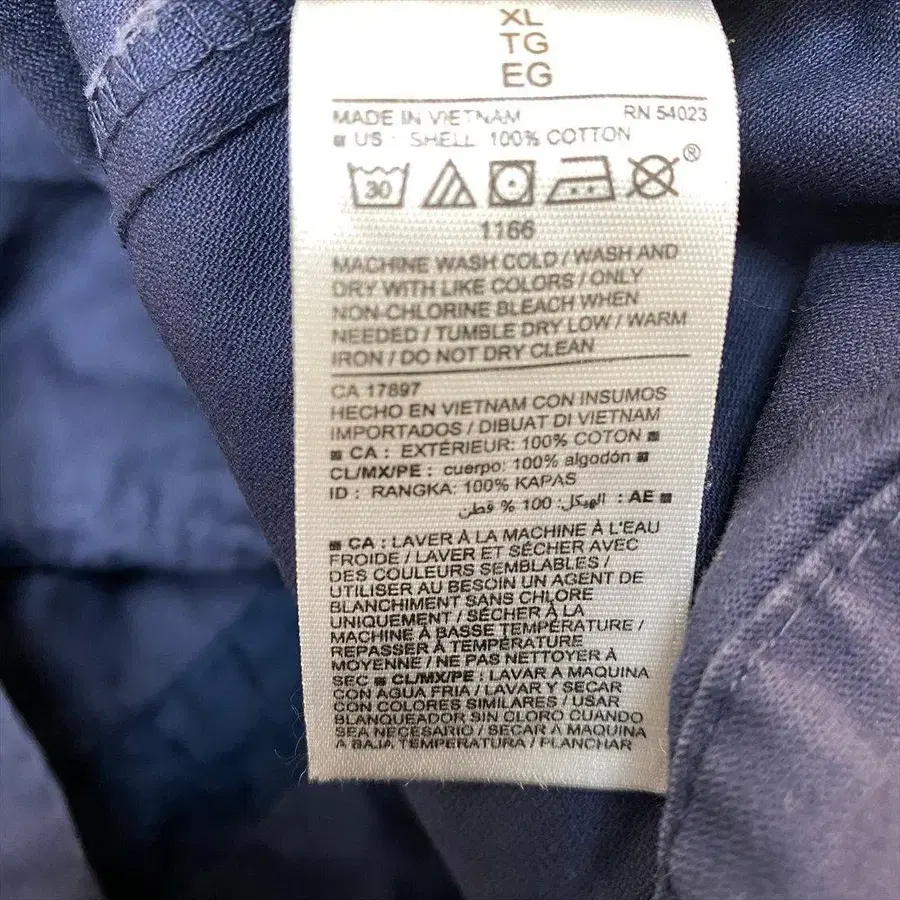 XL
TG
EG
MADE IN VIETNAM RN 54023
■ US : SHELL 100% COTTON
30 ®
1166
MACHINE WASH COLD / WASH AND
DRY WITH LIKE COLORS / ONLY
NON-CHLORINE BLEACH WHEN
NEEDED / TUMBLE DRY LOW / WARM
IRON / DO NOT DRY CLEAN
CA 17897
HECHO EN VIETNAM CON INSUMOS
IMPORTADOS / DIBUAT DI VIETNAM
■ CA : EXTÉRIEUR: 100% COTON ■
CL/MX/PE : cuerpo: 100% algodón ■
ID : RANGKA: 100% KAPAS
■ AE : الهيكل: 100 % قطن
■ CA : LAVER À LA MACHINE À L'EAU
FROIDE / LAVER ET SÉCHER AVEC
DES COULEURS SEMBLABLES /
UTILISER AU BESOIN UN AGENT DE
BLANCHIMENT SANS CHLORE
UNIQUEMENT / SÉCHER À LA
MACHINE À BASSE TEMPÉRATURE /
REPASSER À TEMPÉRATURE
MOYENNE / NE PAS NETTOYER À
SEC ■ CL/MX/PE : LAVAR A MAQUINA
CON AGUA FRIA / LAVAR Y SECAR
CON COLORES SIMILARES / USAR
BLANQUEADOR SIN CLORO CUANDO
SEA NECESARIO / SECAR A MAQUINA
A BAJA TEMPERATURA / PLANCHAR